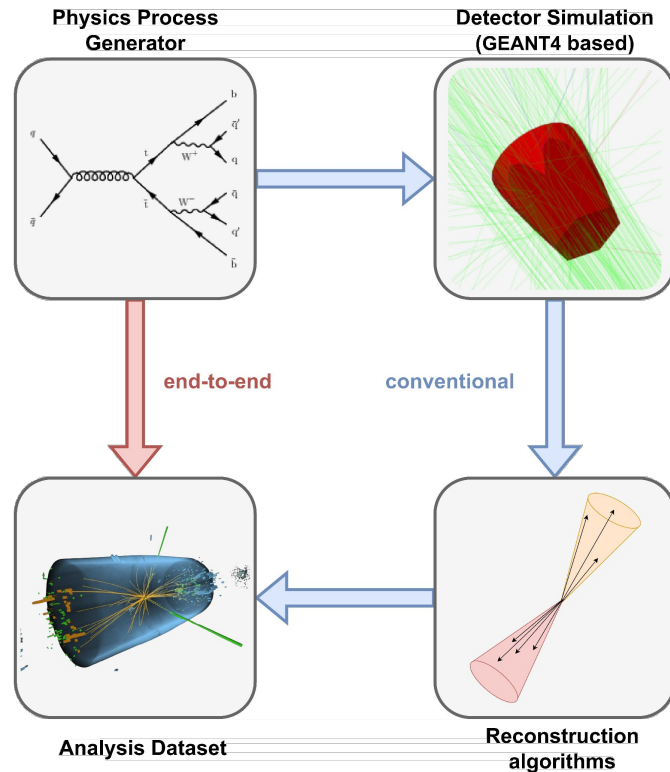 Physics Process
Generator
Detector Simulation
(GEANT4 based)
q
q̄
t
t̄
W⁺
W⁻
b
q̄'
q
q̄
q'
b̄
end-to-end
conventional
Analysis Dataset
Reconstruction
algorithms